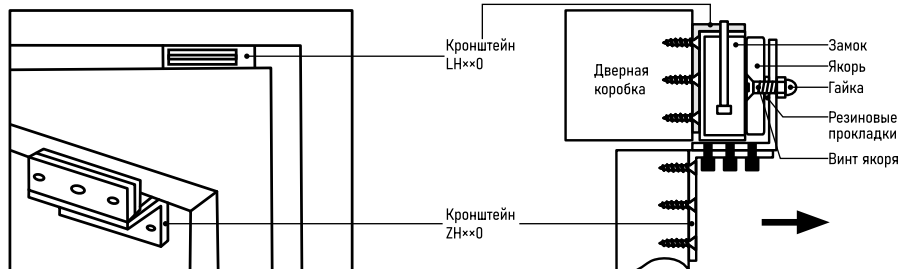 Кронштейн
LH××0
Кронштейн
ZH××0
Дверная
коробка
Замок
Якорь
Гайка
Резиновые
прокладки
Винт якоря